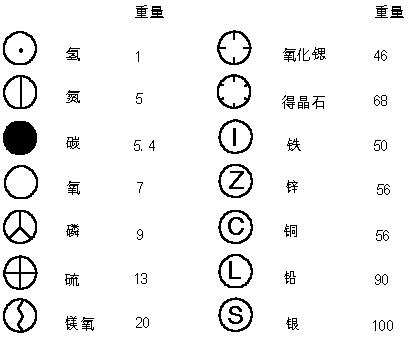 重量 重量
氢 1 氧化锶 46
氮 5 得晶石 68
碳 5.4 I 铁 50
氧 7 Z 锌 56
磷 9 C 铜 56
硫 13 L 铅 90
镁氧 20 S 银 100